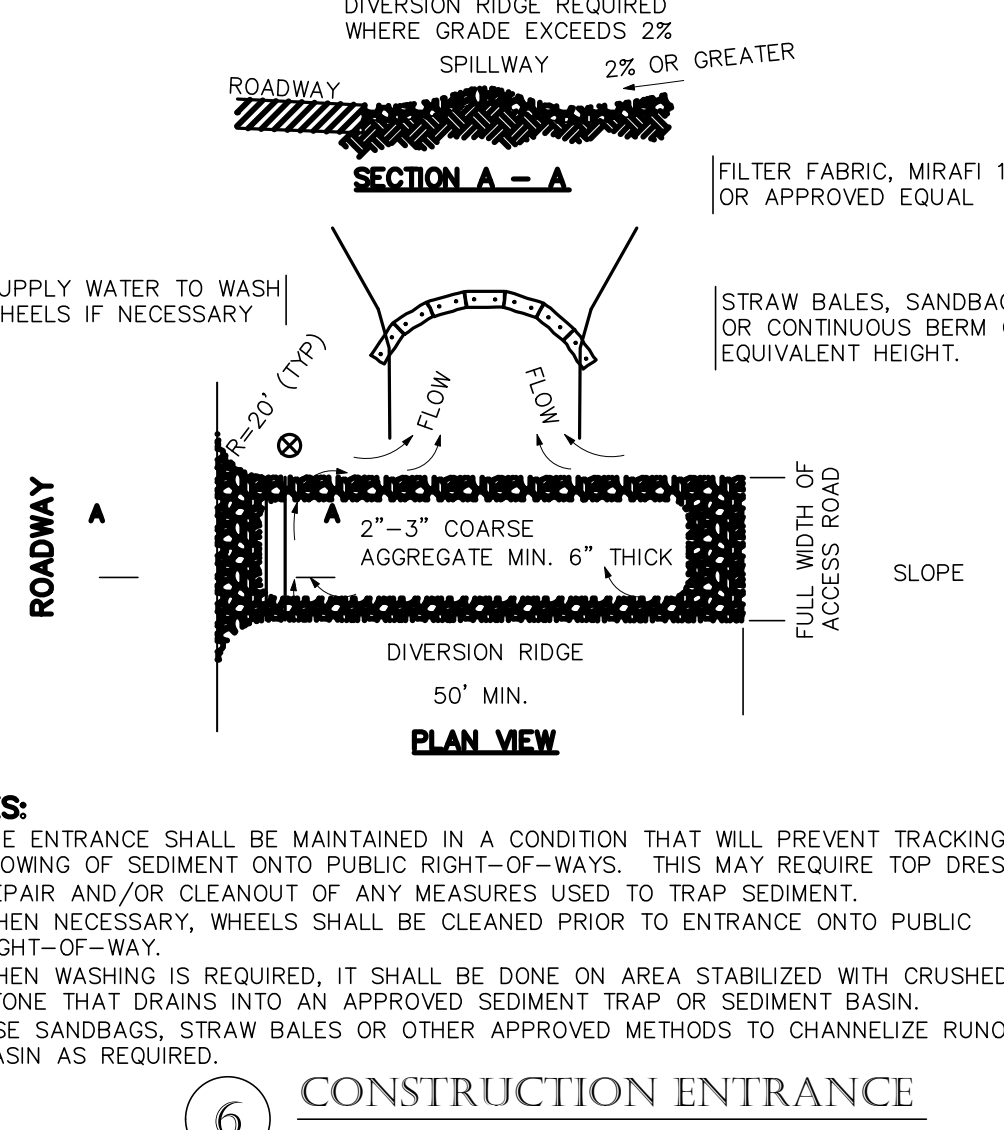 DIVERSION RIDGE REQUIRED
WHERE GRADE EXCEEDS 2%
SPILLWAY
2% OR GREATER
ROADWAY
SECTION A – A
FILTER FABRIC, MIRAFI
OR APPROVED EQUAL
WATER TO WASH
IF NECESSARY
STRAW BALES,
OR CONTINUOUS BERM
EQUIVALENT HEIGHT.
R=20' (TYP)
FLOW
FLOW
ROADWAY
A
A
2"–3" COARSE
AGGREGATE MIN. 6" THICK
FULL WIDTH OF
ACCESS ROAD
SLOPE
DIVERSION RIDGE
50' MIN.
PLAN VIEW
ENTRANCE SHALL BE MAINTAINED IN A CONDITION THAT WILL PREVENT TRACKING
OF SEDIMENT ONTO PUBLIC RIGHT–OF–WAYS. THIS MAY REQUIRE TOP
AND/OR CLEANOUT OF ANY MEASURES USED TO TRAP SEDIMENT.
NECESSARY, WHEELS SHALL BE CLEANED PRIOR TO ENTRANCE ONTO PUBLIC
WASHING IS REQUIRED, IT SHALL BE DONE ON AREA STABILIZED WITH CRUSHED
THAT DRAINS INTO AN APPROVED SEDIMENT TRAP OR SEDIMENT BASIN.
SANDBAGS, STRAW BALES OR OTHER APPROVED METHODS TO CHANNELIZE
AS REQUIRED.
6
CONSTRUCTION ENTRANCE